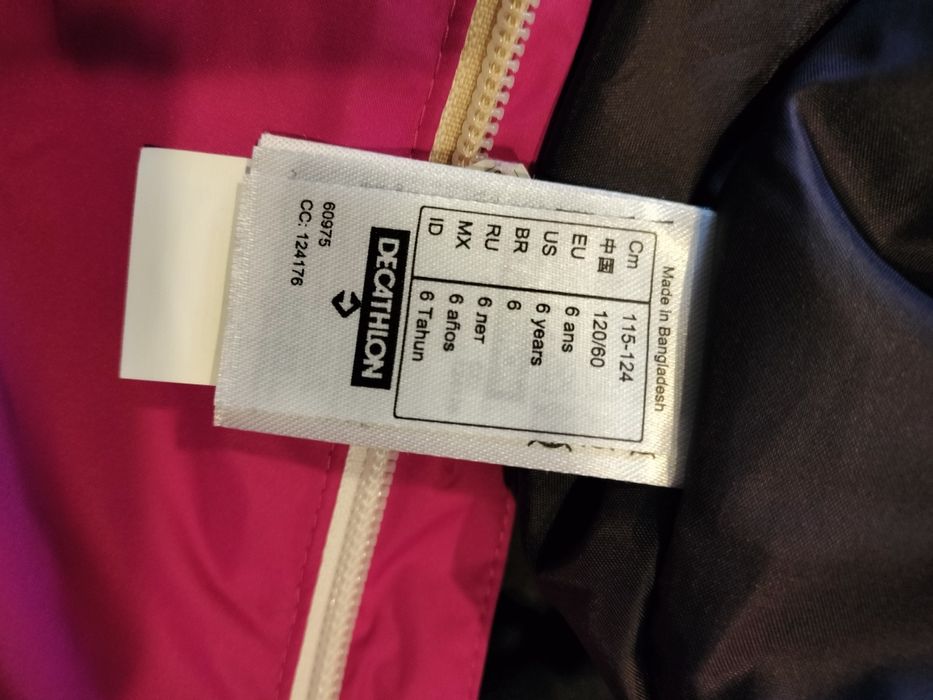 Made in Bangladesh
Cm 115-124
中国 120/60
EU 6 ans
US 6 years
BR 6
RU 6 лет
MX 6 años
ID 6 Tahun
DECATHLON
60975
CC: 124176